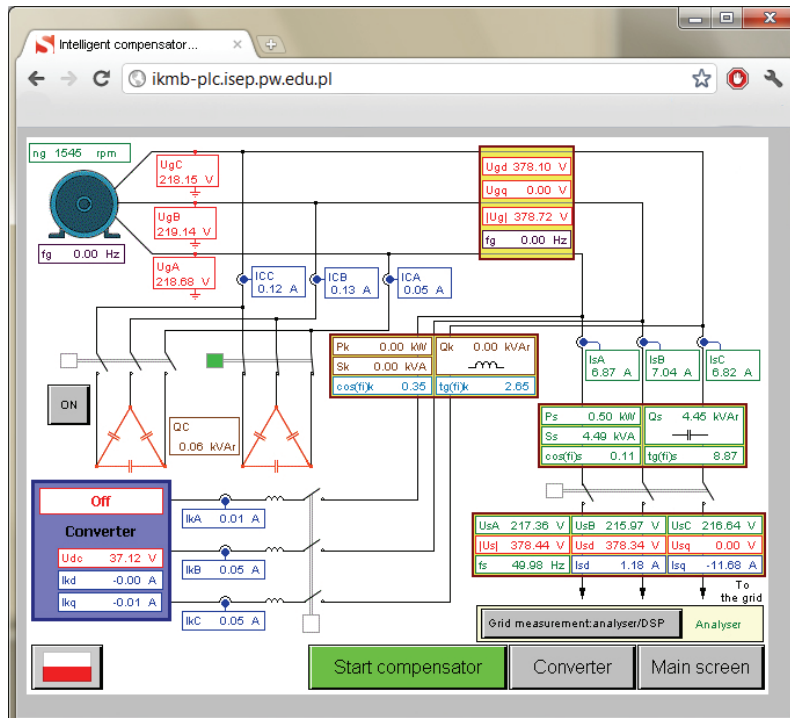 Intelligent compensator...
ikmb-plc.isep.pw.edu.pl
ng 1545 rpm
UgC
218.15 V
UgB
219.14 V
UgA
218.68 V
fg 0.00 Hz
Ugd 378.10 V
Ugq 0.00 V
|Ug| 378.72 V
fg 0.00 Hz
ICC
0.12 A
ICB
0.13 A
ICA
0.05 A
Pk 0.00 kW Qk 0.00 kVAr
Sk 0.00 kVA
cos(fi)k 0.35 tg(fi)k 2.65
IsA
6.87 A
IsB
7.04 A
IsC
6.82 A
ON
QC
0.06 kVAr
Ps 0.50 kW Qs 4.45 kVAr
Ss 4.49 kVA
cos(fi)s 0.11 tg(fi)s 8.87
Off
Converter
Udc 37.12 V
Ikd -0.00 A
Ikq -0.01 A
IkA 0.01 A
IkB 0.05 A
IkC 0.05 A
UsA 217.36 V UsB 215.97 V UsC 216.64 V
|Us| 378.44 V Usd 378.34 V Usq 0.00 V
fs 49.98 Hz Isd 1.18 A Isq -11.68 A
To
the grid
Grid measurement:analyser/DSP Analyser
Start compensator Converter Main screen